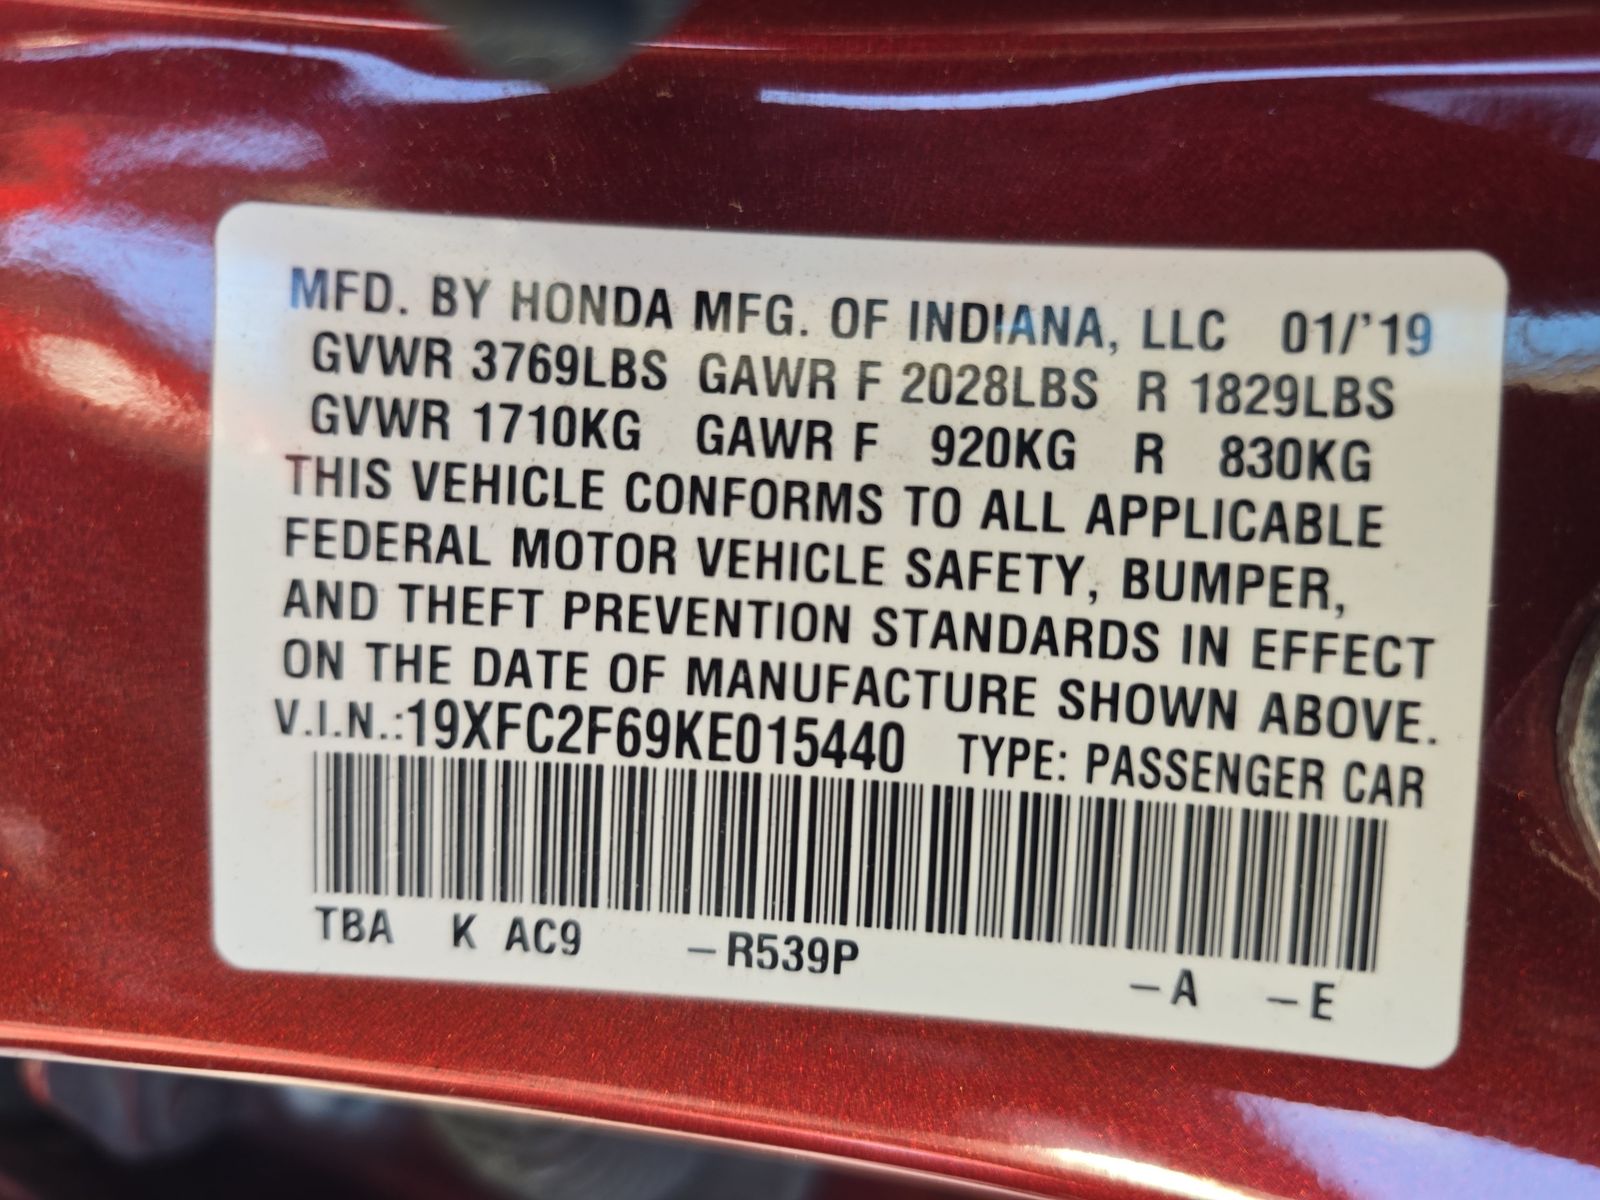 MFD. BY HONDA MFG. OF INDIANA, LLC 01/'19
GVWR 3769LBS GAWR F 2028LBS R 1829LBS
GVWR 1710KG GAWR F 920KG R 830KG
THIS VEHICLE CONFORMS TO ALL APPLICABLE
FEDERAL MOTOR VEHICLE SAFETY, BUMPER,
AND THEFT PREVENTION STANDARDS IN EFFECT
ON THE DATE OF MANUFACTURE SHOWN ABOVE.
V.I.N.:19XFC2F69KE015440 TYPE: PASSENGER CAR
TBA K AC9 –R539P –A –E